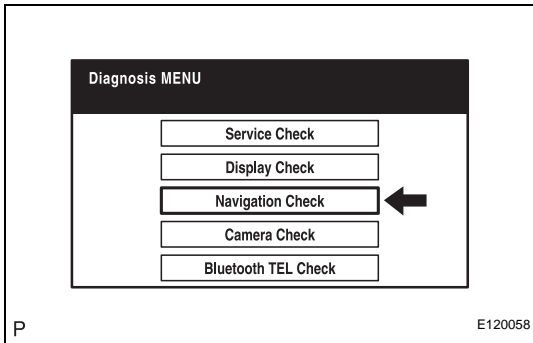 Diagnosis MENU
Service Check
Display Check
Navigation Check
Camera Check
Bluetooth TEL Check
P
E120058